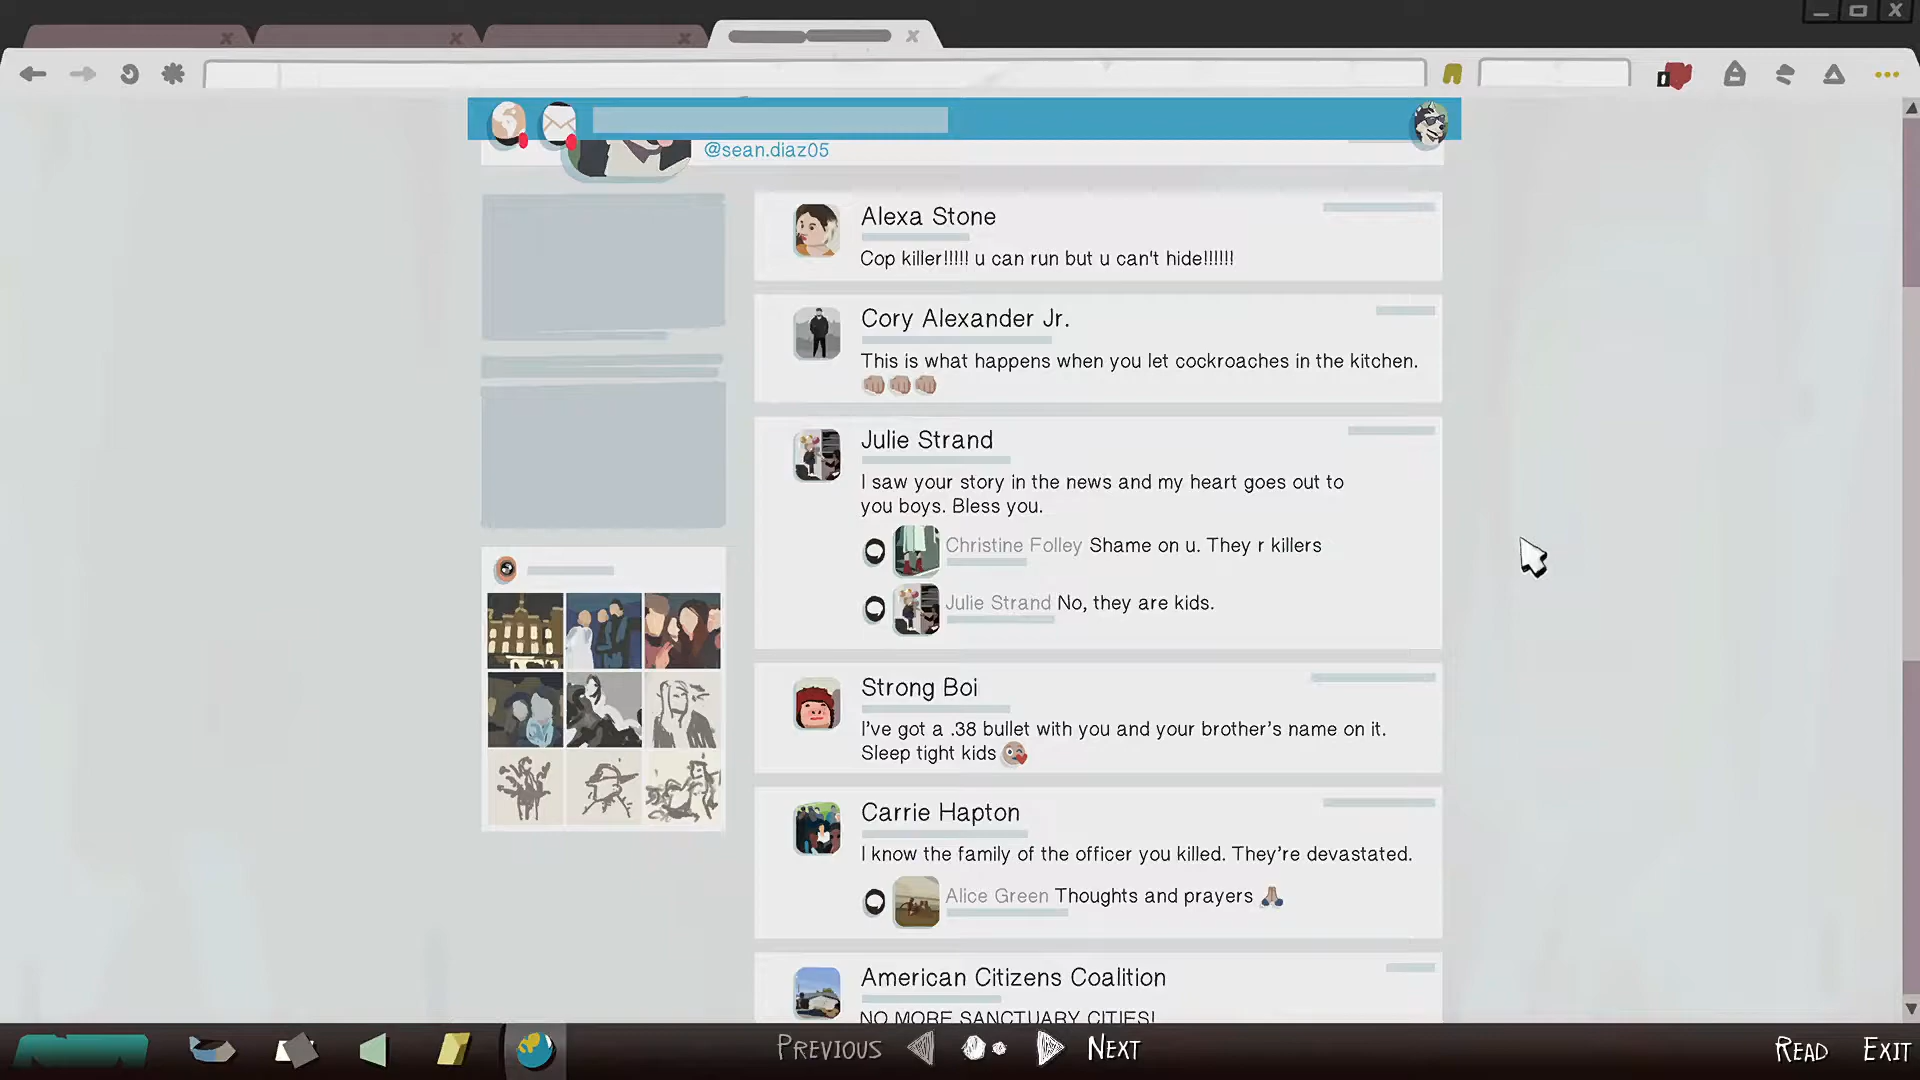 @sean.diaz05
Alexa Stone
Cop killer!!!!! u can run but u can't hide!!!!!!
Cory Alexander Jr.
This is what happens when you let cockroaches in the kitchen.
Julie Strand
I saw your story in the news and my heart goes out to
you boys. Bless you.
Christine Folley Shame on u. They r killers
Julie Strand No, they are kids.
Strong Boi
I've got a .38 bullet with you and your brother's name on it.
Sleep tight kids
Carrie Hapton
I know the family of the officer you killed. They're devastated.
Alice Green Thoughts and prayers
American Citizens Coalition
NO MORE SANCTUARY CITIES!
PREVIOUS
NEXT
READ
EXIT